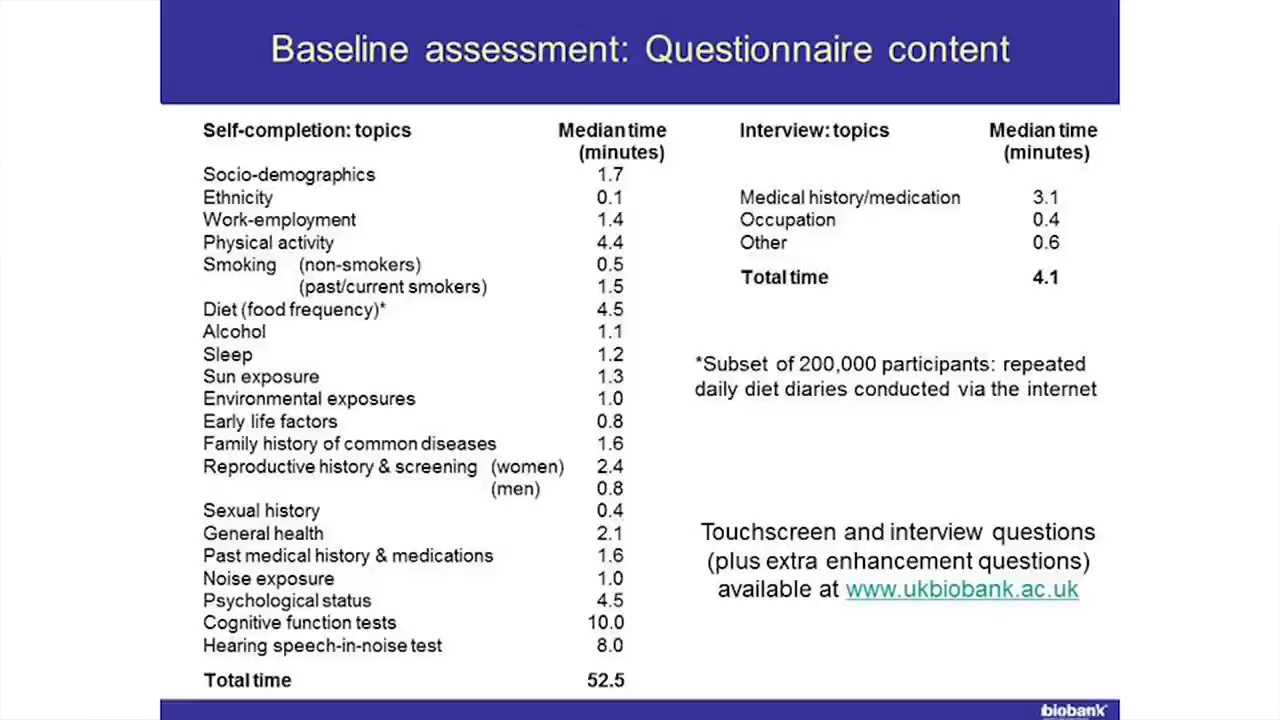 Baseline assessment: Questionnaire content
Self-completion: topics Median time
(minutes)
Socio-demographics 1.7
Ethnicity 0.1
Work-employment 1.4
Physical activity 4.4
Smoking (non-smokers) 0.5
(past/current smokers) 1.5
Diet (food frequency)* 4.5
Alcohol 1.1
Sleep 1.2
Sun exposure 1.3
Environmental exposures 1.0
Early life factors 0.8
Family history of common diseases 1.6
Reproductive history & screening (women) 2.4
(men) 0.8
Sexual history 0.4
General health 2.1
Past medical history & medications 1.6
Noise exposure 1.0
Psychological status 4.5
Cognitive function tests 10.0
Hearing speech-in-noise test 8.0
Total time 52.5
Interview: topics Median time
(minutes)
Medical history/medication 3.1
Occupation 0.4
Other 0.6
Total time 4.1
*Subset of 200,000 participants: repeated
daily diet diaries conducted via the internet
Touchscreen and interview questions
(plus extra enhancement questions)
available at www.ukbiobank.ac.uk
biobank